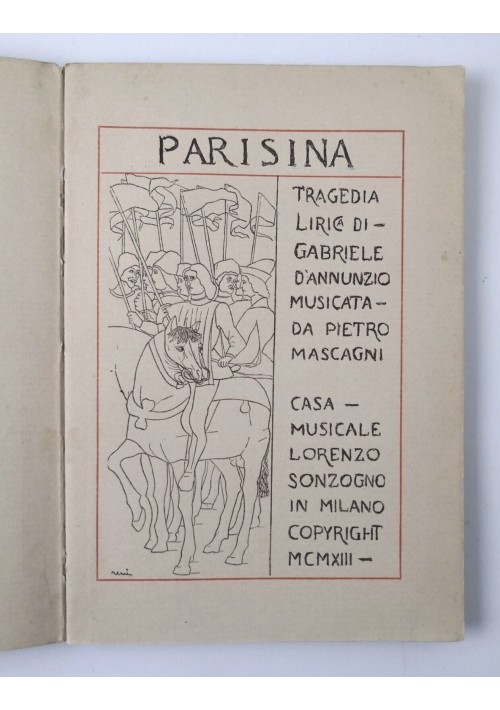 PARISINA
TRAGEDIA
LIRICA DI –
GABRIELE
D'ANNUNZIO
MUSICATA –
DA PIETRO
MASCAGNI
CASA –
MUSICALE
LORENZO
SONZOGNO
IN MILANO
COPYRIGHT
MCMXIII –